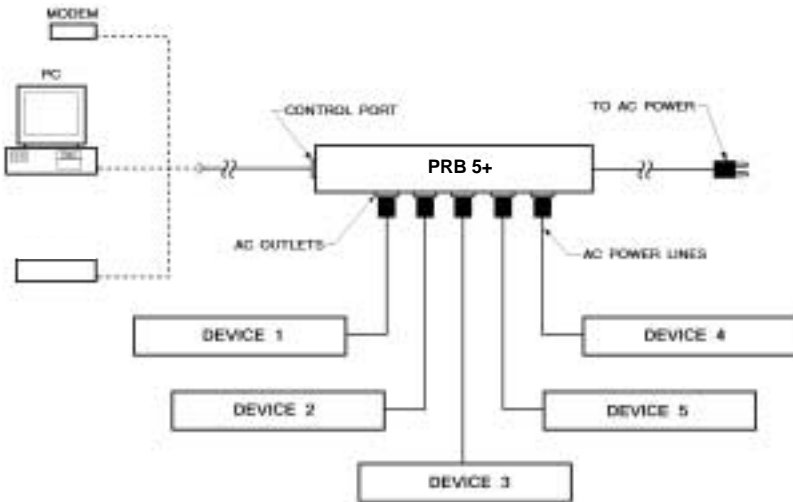 MODEM
PC
CONTROL PORT
TO AC POWER
PRB 5+
AC OUTLETS
AC POWER LINES
DEVICE 1
DEVICE 4
DEVICE 2
DEVICE 5
DEVICE 3